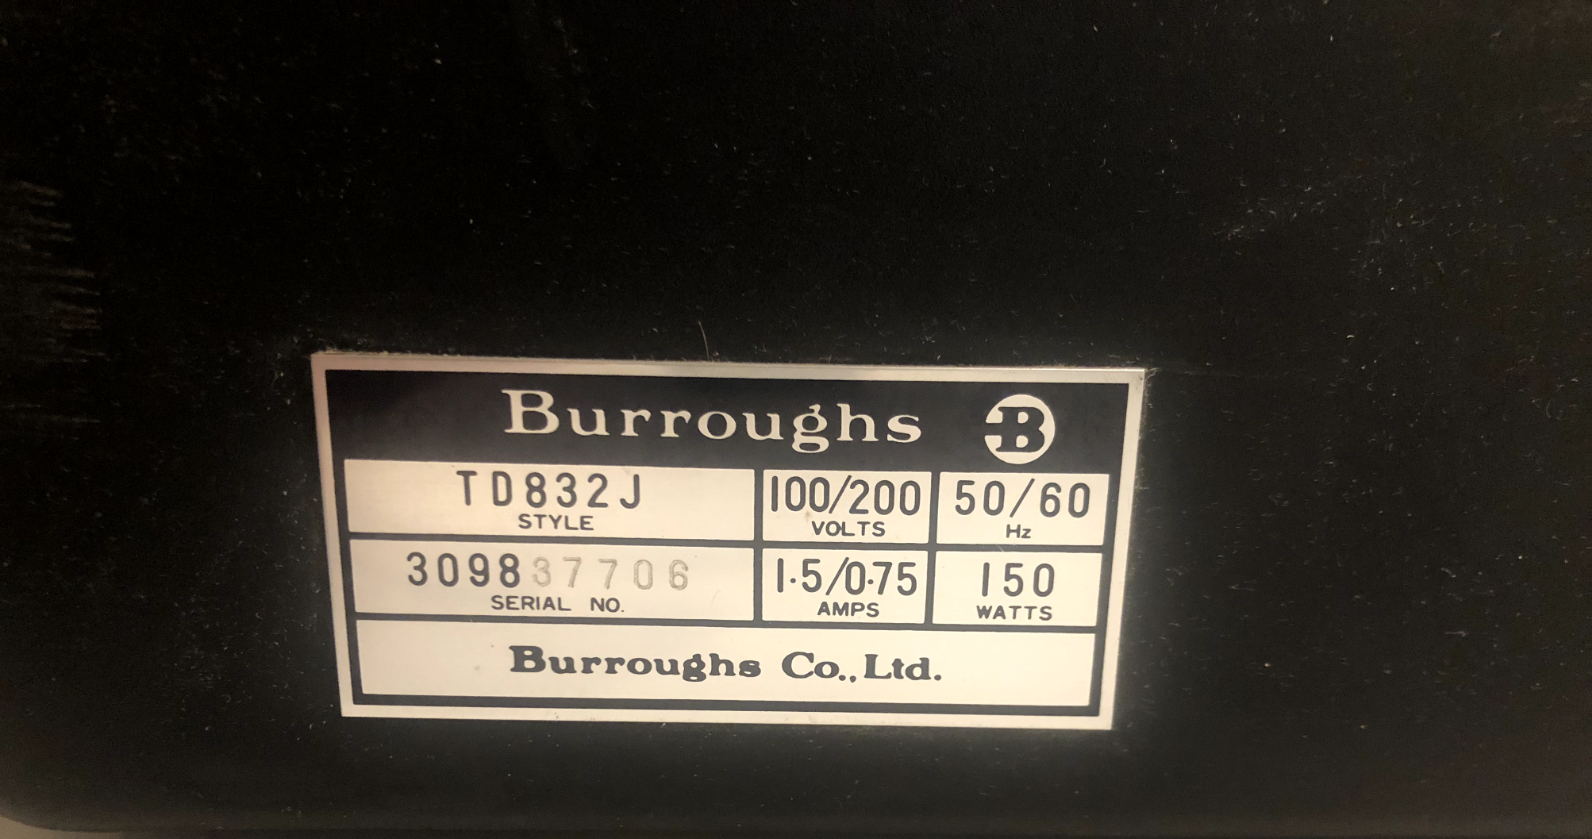 Burroughs B
TD832J 100/200 50/60
STYLE VOLTS Hz
309837706 1.5/0.75 150
SERIAL NO. AMPS WATTS
Burroughs Co., Ltd.